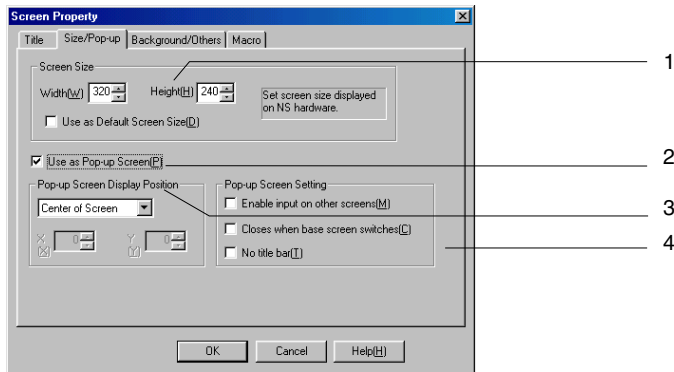 Screen Property
Title Size/Pop-up Background/Others Macro
Screen Size
Width(W) 320 Height(H) 240
Set screen size displayed
on NS hardware.
Use as Default Screen Size(D)
Use as Pop-up Screen(P)
Pop-up Screen Display Position
Center of Screen
X
(X) 0 Y
(Y) 0
Pop-up Screen Setting
Enable input on other screens(M)
Closes when base screen switches(C)
No title bar(T)
OK Cancel Help(H)
1
2
3
4